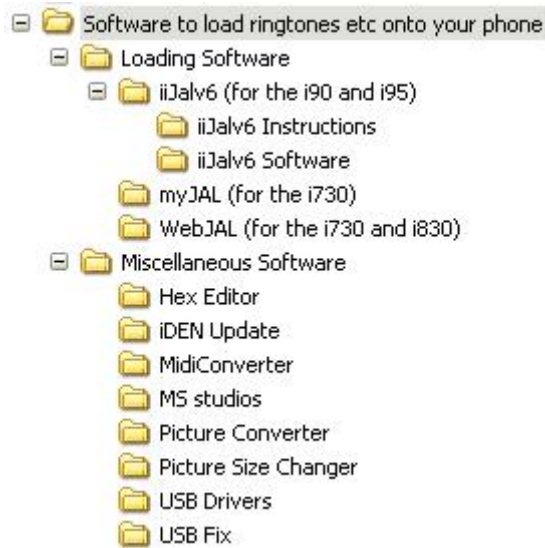 Software to load ringtones etc onto your phone
Loading Software
iiJalv6 (for the i90 and i95)
iiJalv6 Instructions
iiJalv6 Software
myJAL (for the i730)
WebJAL (for the i730 and i830)
Miscellaneous Software
Hex Editor
iDEN Update
MidiConverter
MS studios
Picture Converter
Picture Size Changer
USB Drivers
USB Fix